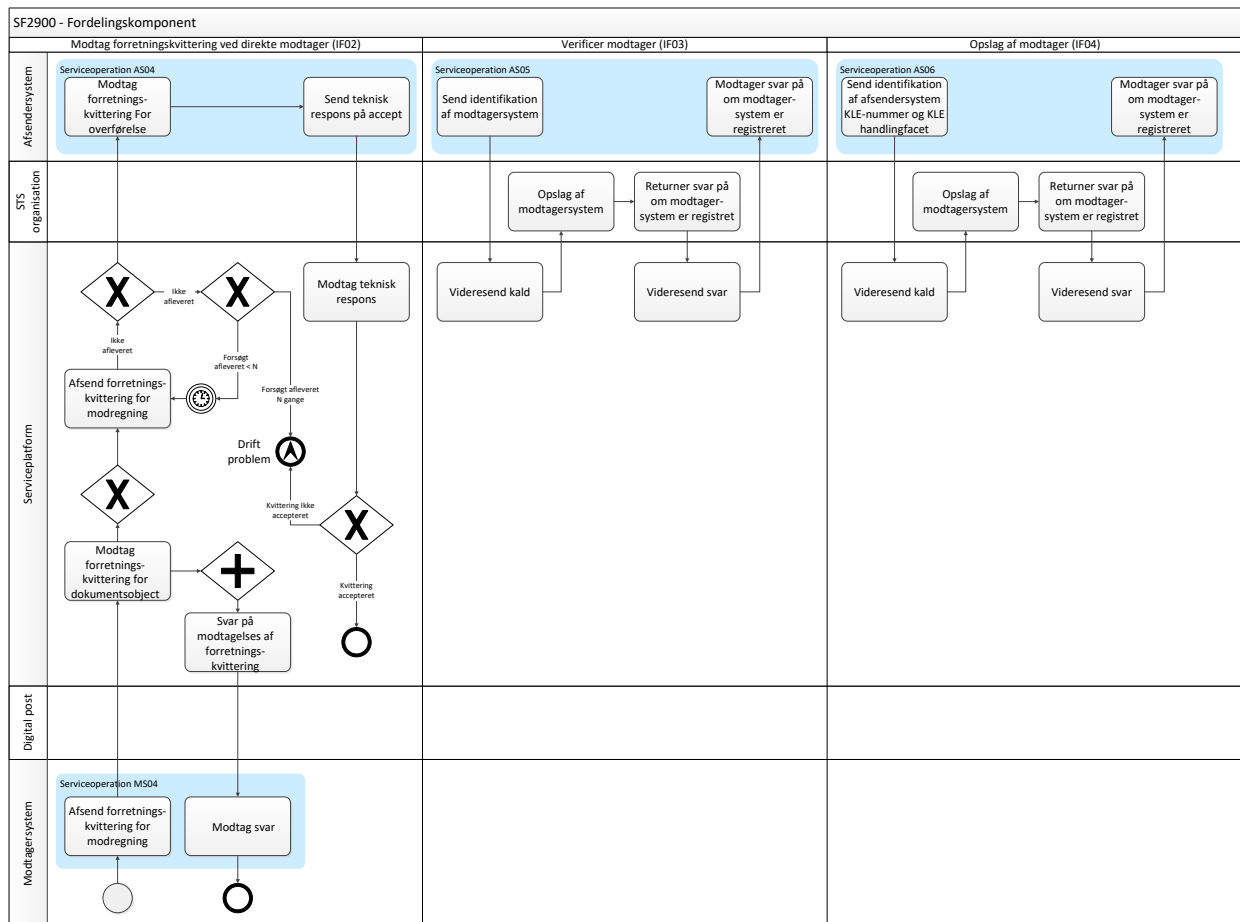 SF2900 - Fordelingskomponent
Modtag forretningskvittering ved direkte modtager (IF02)
Verificer modtager (IF03)
Opslag af modtager (IF04)
Afsendersystem
Serviceoperation AS04
Modtag
forretnings-
kvittering For
overførelse
Send teknisk
respons på accept
Serviceoperation AS05
Send identifikation
af modtagersystem
Modtager svar på
om modtager-
system er
registreret
Serviceoperation AS06
Send identifikation
af afsendersystem
KLE-nummer og KLE
handlingfacet
Modtager svar på
om modtager-
system er
registreret
STS
organisation
Opslag af
modtagersystem
Returner svar på
om modtager-
system er registret
Opslag af
modtagersystem
Returner svar på
om modtager-
system er registret
Serviceplatform
Ikke
afleveret
Modtag teknisk
respons
Videresend kald
Videresend svar
Videresend kald
Videresend svar
Ikke
afleveret
Forsøgt
afleveret < N
Afsend forretnings-
kvittering for
modregning
Forsøgt afleveret
N gange
Drift
problem
Kvittering Ikke
accepteret
Modtag
forretnings-
kvittering for
dokumentsobject
Kvittering
accepteret
Svar på
modtagelses af
forretnings-
kvittering
Digital post
Modtagersystem
Serviceoperation MS04
Afsend forretnings-
kvittering for
modregning
Modtag svar